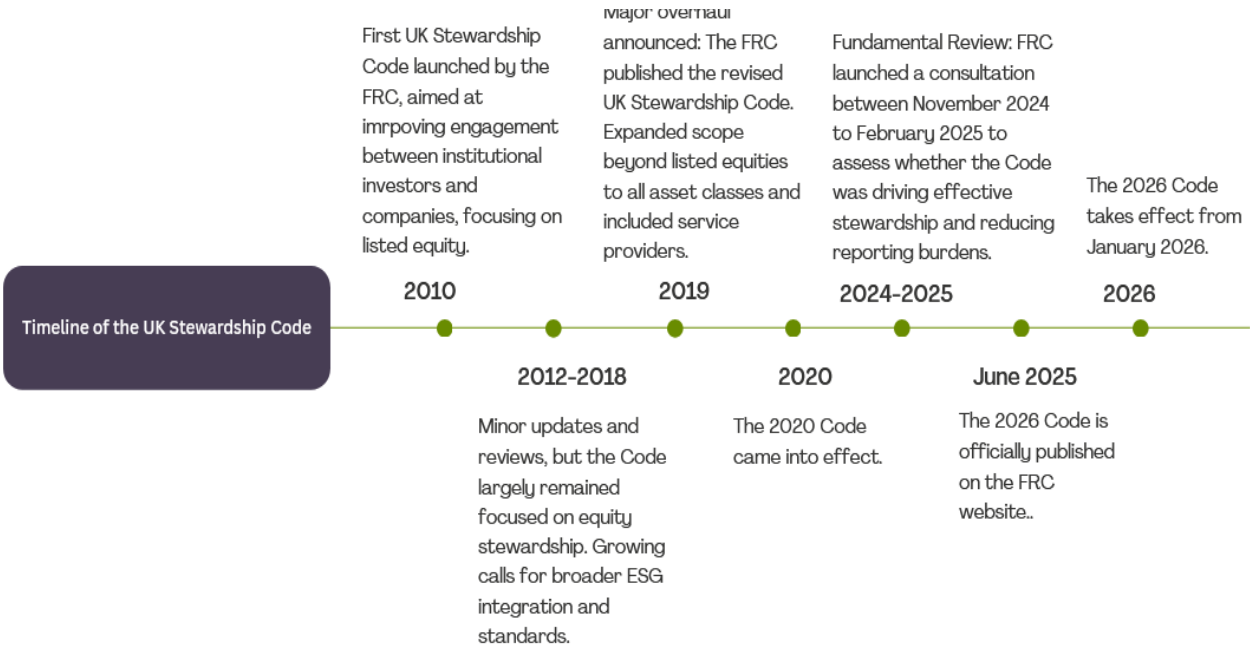 Timeline of the UK Stewardship Code
First UK Stewardship
Code launched by the
FRC, aimed at
imrpoving engagement
between institutional
investors and
companies, focusing on
listed equity.
2010
2012-2018
Minor updates and
reviews, but the Code
largely remained
focused on equity
stewardship. Growing
calls for broader ESG
integration and
standards.
Major overhaul
announced: The FRC
published the revised
UK Stewardship Code.
Expanded scope
beyond listed equities
to all asset classes and
included service
providers.
2019
2020
The 2020 Code
came into effect.
Fundamental Review: FRC
launched a consultation
between November 2024
to February 2025 to
assess whether the Code
was driving effective
stewardship and reducing
reporting burdens.
2024-2025
June 2025
The 2026 Code is
officially published
on the FRC
website..
The 2026 Code
takes effect from
January 2026.
2026